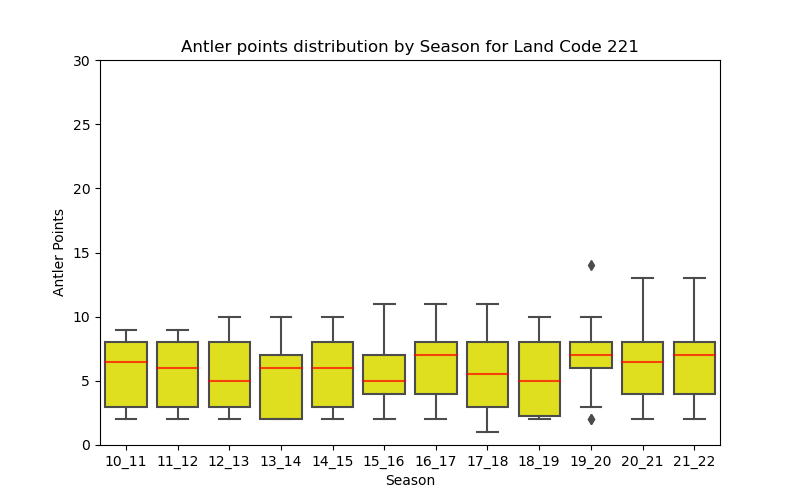 Antler points distribution by Season for Land Code 221
30
25
20
15
10
5
0
Antler Points
10_11 11_12 12_13 13_14 14_15 15_16 16_17 17_18 18_19 19_20 20_21 21_22
Season